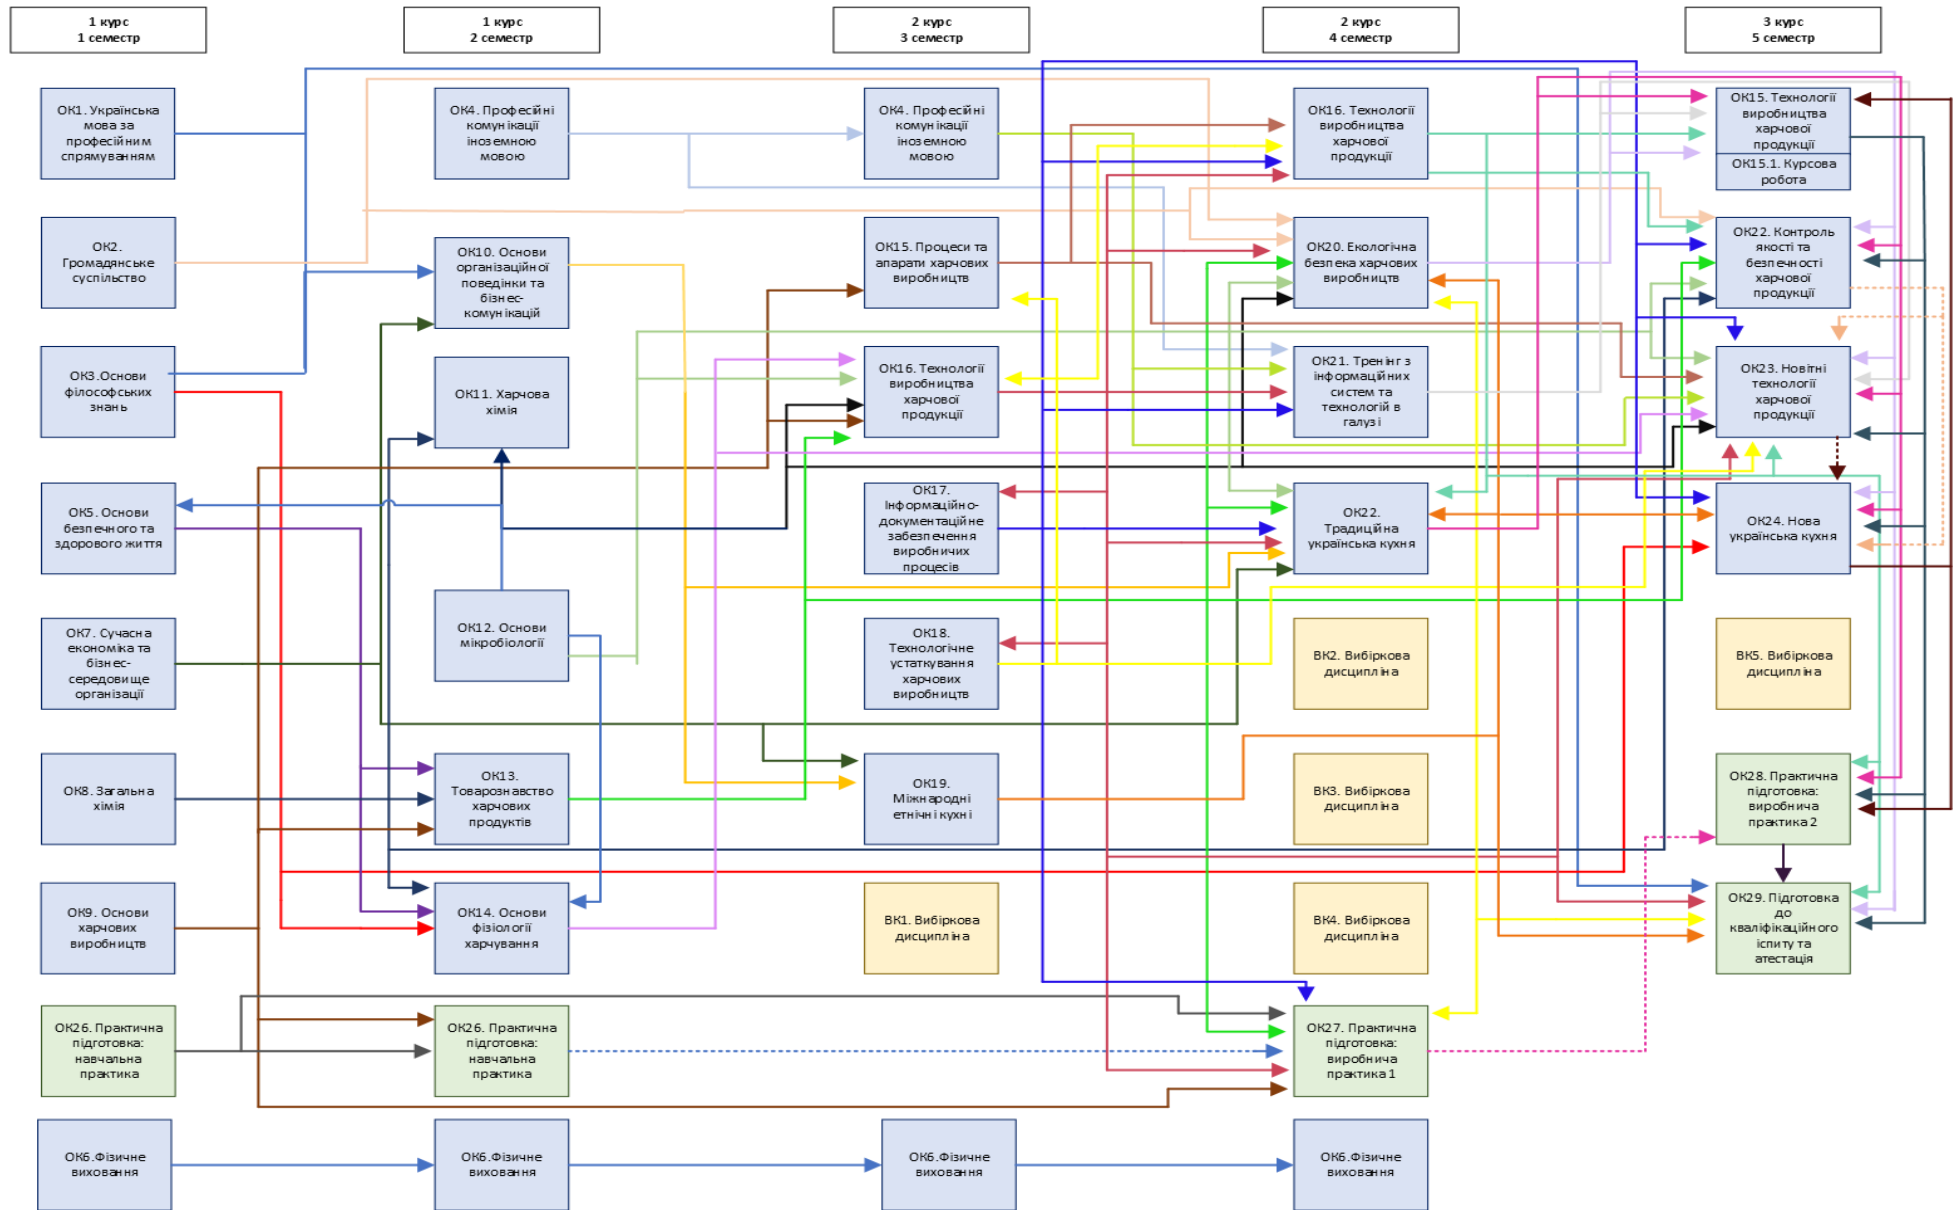 1 курс
1 семестр
1 курс
2 семестр
2 курс
3 семестр
2 курс
4 семестр
3 курс
5 семестр
ОК1. Українська
мова за
професійним
спрямуванням
ОК2.
Громадянське
суспільство
ОК3.Основи
філософських
знань
ОК5. Основи
безпечного та
здорового життя
ОК7. Сучасна
економіка та
бізнес-
середовище
організації
ОК8. Загальна
хімія
ОК9. Основи
харчових
виробництв
ОК26. Практична
підготовка:
навчальна
практика
ОК6.Фізичне
виховання
ОК4. Професійні
комунікації
іноземною
мовою
ОК10. Основи
організаційної
поведінки та
бізнес-
комунікацій
ОК11. Харчова
хімія
ОК12. Основи
мікробіології
ОК13.
Товарознавство
харчових
продуктів
ОК14. Основи
фізіології
харчування
ОК26. Практична
підготовка:
навчальна
практика
ОК6.Фізичне
виховання
ОК4. Професійні
комунікації
іноземною
мовою
ОК15. Процеси та
апарати харчових
виробництв
ОК16. Технології
виробництва
харчової
продукції
ОК17.
Інформаційно-
документаційне
забезпечення
виробничих
процесів
ОК18.
Технологічне
устаткування
харчових
виробництв
ОК19.
Міжнародні
етнічні кухні
ВК1. Вибіркова
дисципліна
ОК6.Фізичне
виховання
ОК16. Технології
виробництва
харчової
продукції
ОК20. Екологічна
безпека харчових
виробництв
ОК21. Тренінг з
інформаційних
систем та
технологій в
галузі
ОК22.
Традиційна
українська кухня
ВК2. Вибіркова
дисципліна
ВК3. Вибіркова
дисципліна
ВК4. Вибіркова
дисципліна
ОК27. Практична
підготовка:
виробнича
практика 1
ОК6.Фізичне
виховання
ОК15. Технології
виробництва
харчової
продукції
ОК15.1. Курсова
робота
ОК22. Контроль
якості та
безпечності
харчової
продукції
ОК23. Новітні
технології
харчової
продукції
ОК24. Нова
українська кухня
ВК5. Вибіркова
дисципліна
ОК28. Практична
підготовка:
виробнича
практика 2
ОК29. Підготовка
до
кваліфікаційного
іспиту та
атестація